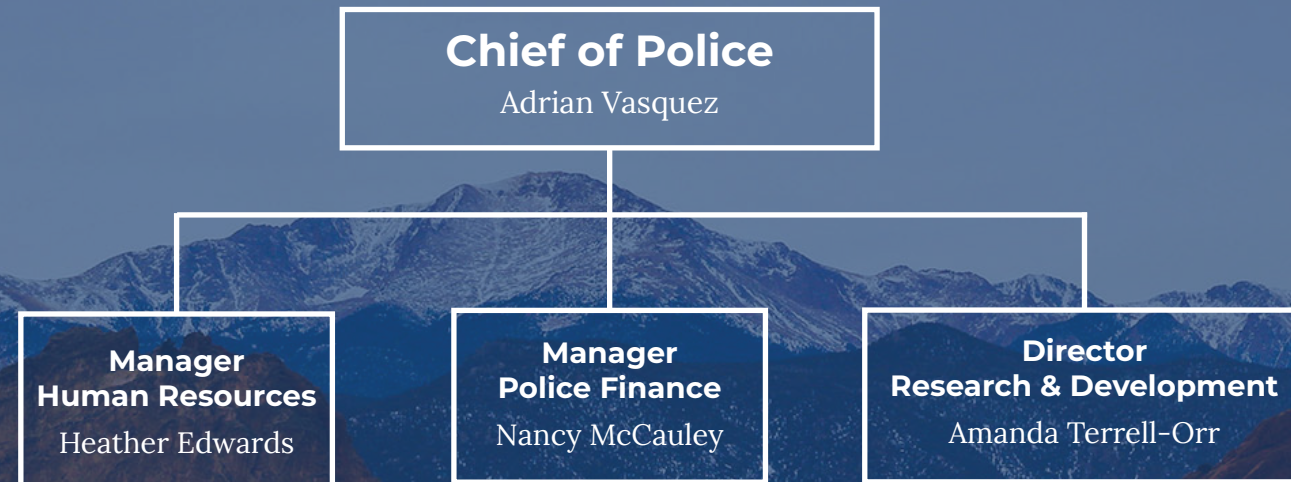 Chief of Police
Adrian Vasquez
Manager
Human Resources
Heather Edwards
Manager
Police Finance
Nancy McCauley
Director
Research & Development
Amanda Terrell-Orr